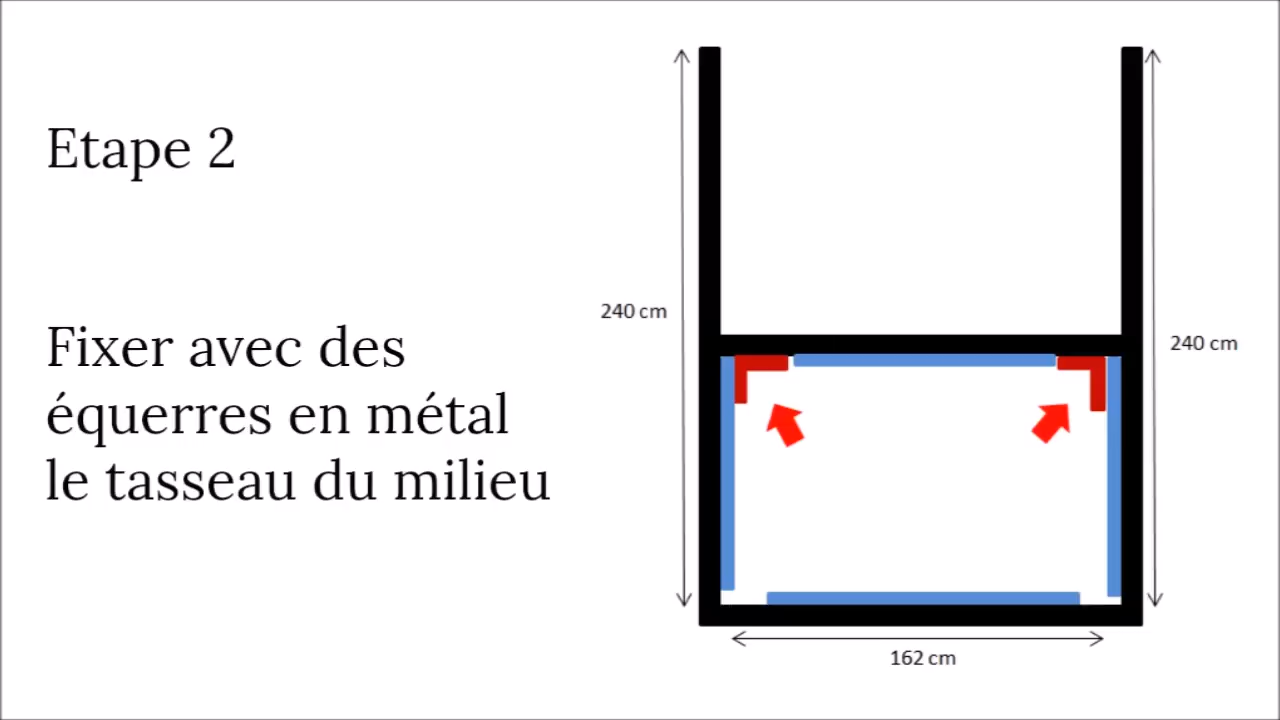 Etape 2
Fixer avec des
équerres en métal
le tasseau du milieu
240 cm
240 cm
162 cm